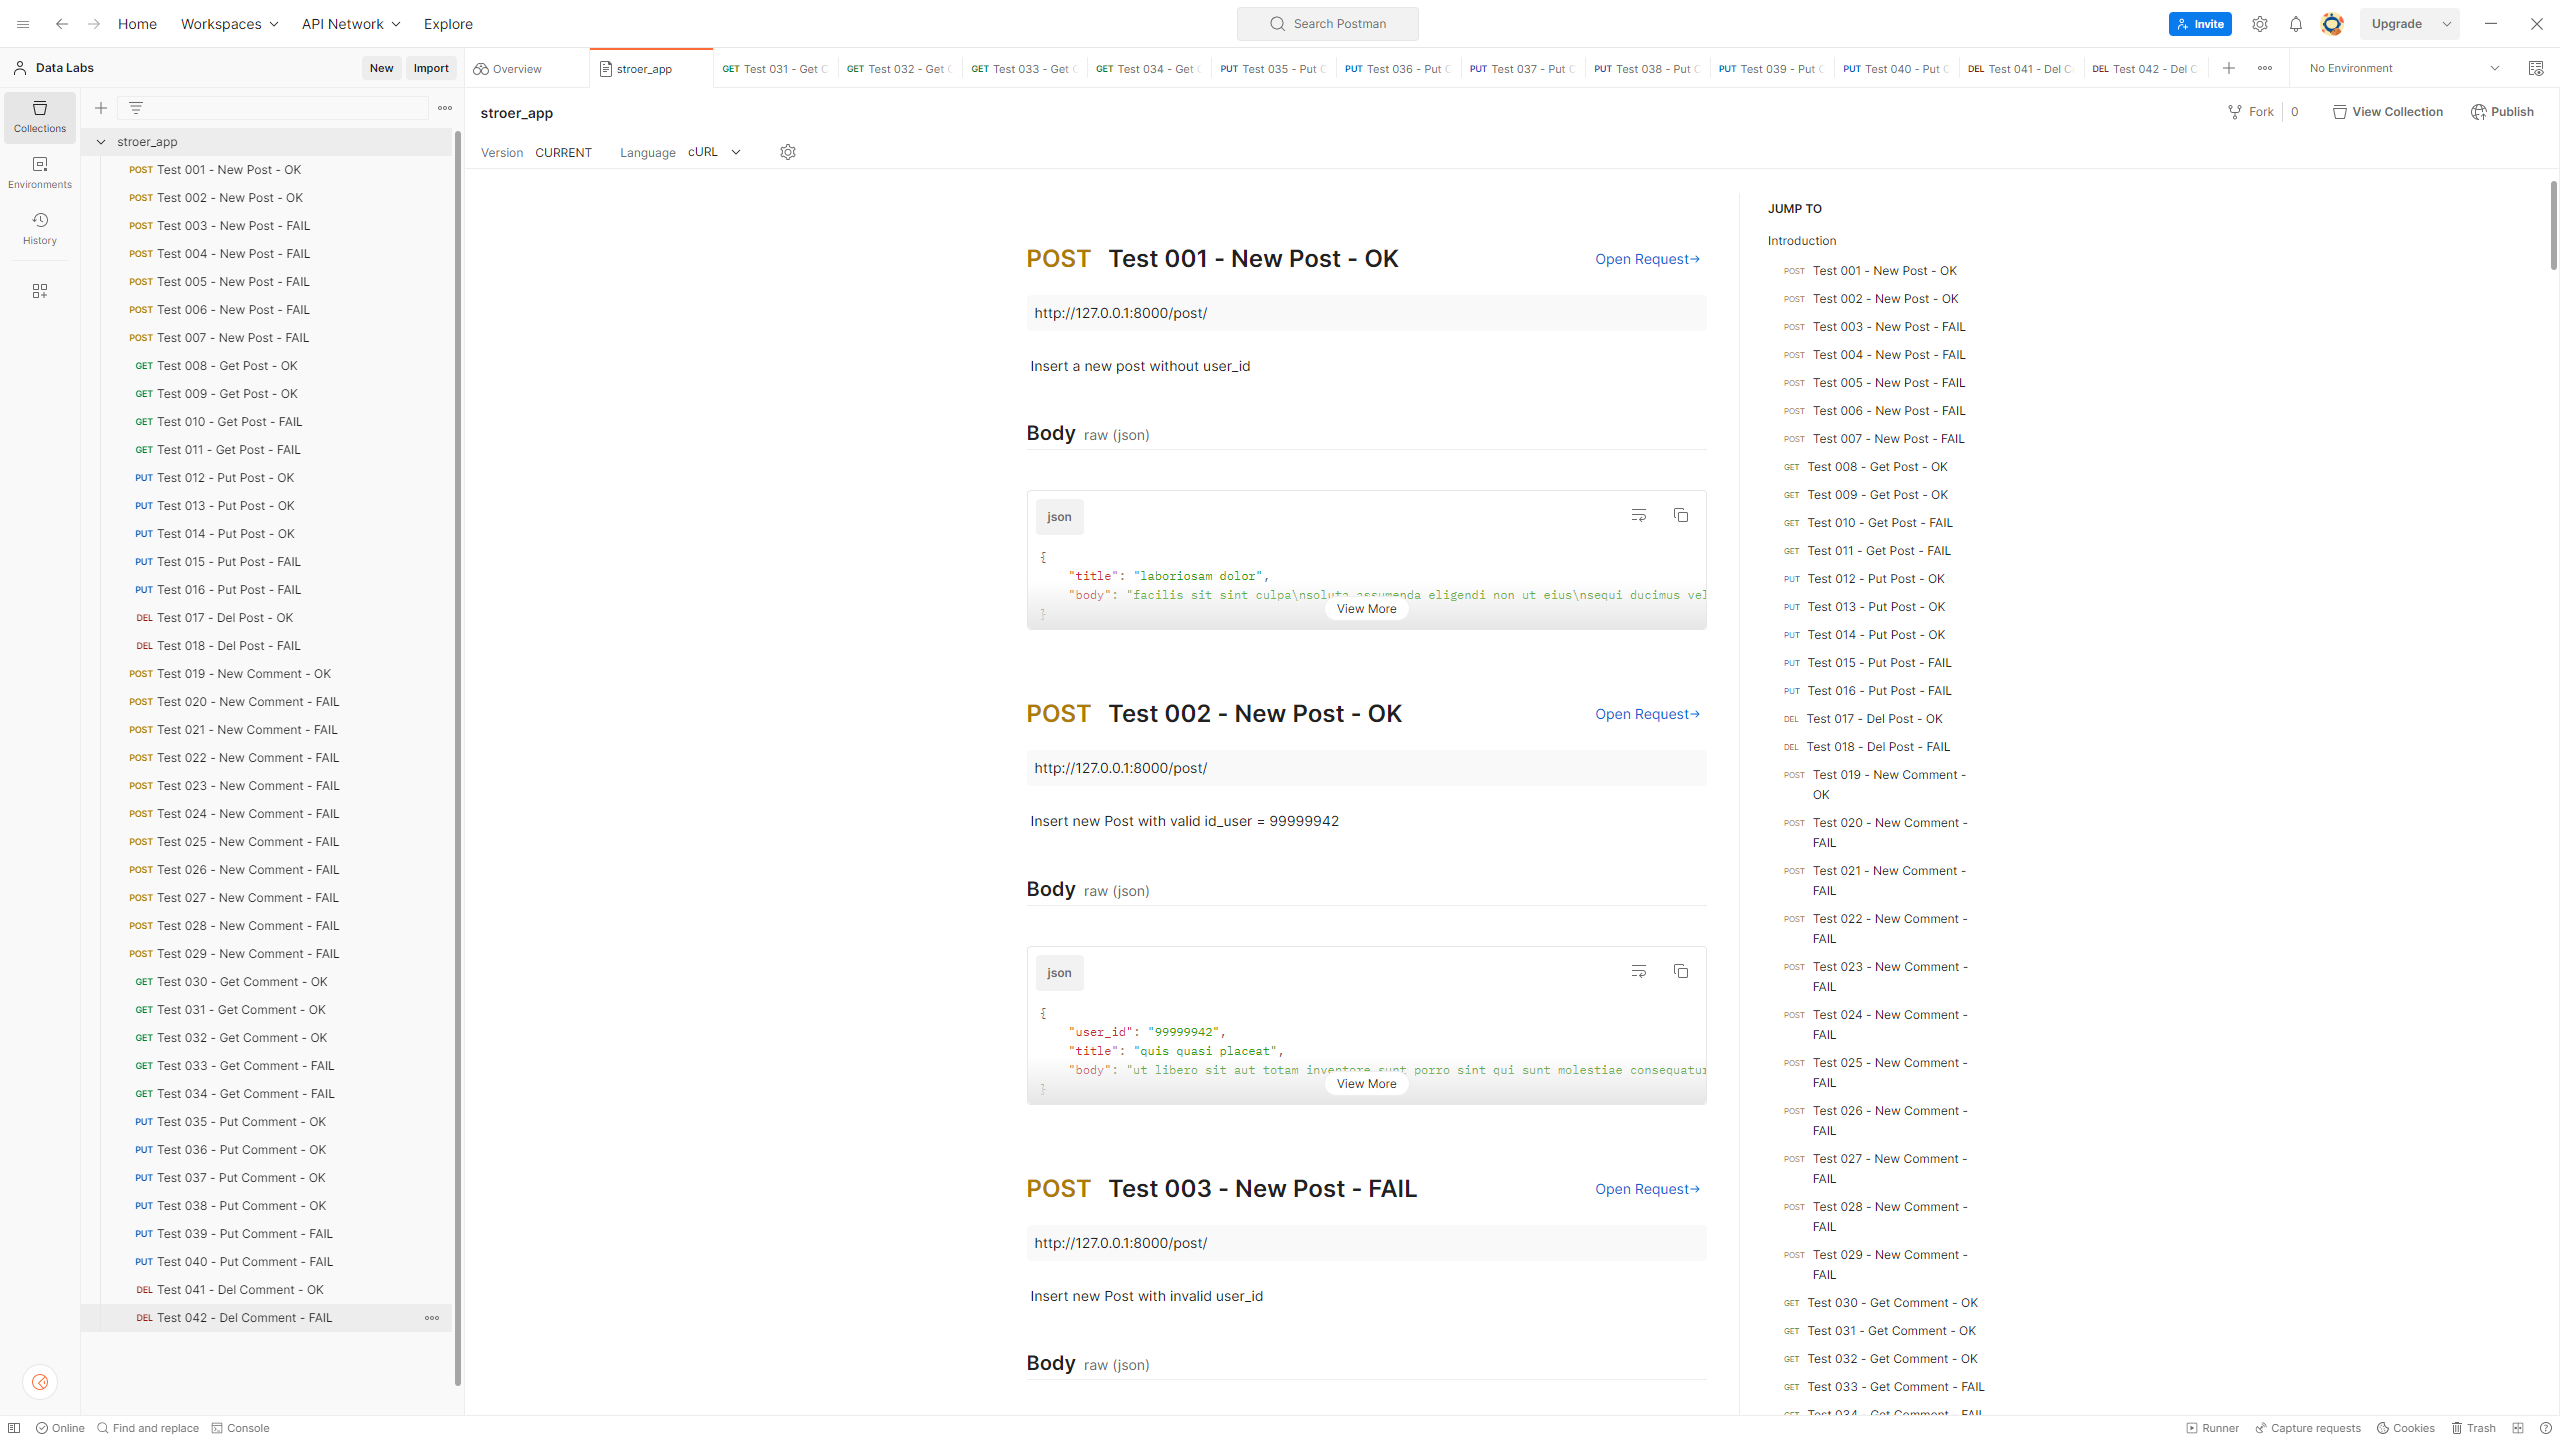 Home Workspaces API Network Explore Search Postman Invite Upgrade
Data Labs New Import Overview stroer_app GET Test 031 - Get GET Test 032 - Get GET Test 033 - Get GET Test 034 - Get PUT Test 035 - Put PUT Test 036 - Put PUT Test 037 - Put PUT Test 038 - Put PUT Test 039 - Put PUT Test 040 - Put DEL Test 041 - Del DEL Test 042 - Del No Environment
Collections
Environments
History
stroer_app
POST Test 001 - New Post - OK
POST Test 002 - New Post - OK
POST Test 003 - New Post - FAIL
POST Test 004 - New Post - FAIL
POST Test 005 - New Post - FAIL
POST Test 006 - New Post - FAIL
POST Test 007 - New Post - FAIL
GET Test 008 - Get Post - OK
GET Test 009 - Get Post - OK
GET Test 010 - Get Post - FAIL
GET Test 011 - Get Post - FAIL
PUT Test 012 - Put Post - OK
PUT Test 013 - Put Post - OK
PUT Test 014 - Put Post - OK
PUT Test 015 - Put Post - FAIL
PUT Test 016 - Put Post - FAIL
DEL Test 017 - Del Post - OK
DEL Test 018 - Del Post - FAIL
POST Test 019 - New Comment - OK
POST Test 020 - New Comment - FAIL
POST Test 021 - New Comment - FAIL
POST Test 022 - New Comment - FAIL
POST Test 023 - New Comment - FAIL
POST Test 024 - New Comment - FAIL
POST Test 025 - New Comment - FAIL
POST Test 026 - New Comment - FAIL
POST Test 027 - New Comment - FAIL
POST Test 028 - New Comment - FAIL
POST Test 029 - New Comment - FAIL
GET Test 030 - Get Comment - OK
GET Test 031 - Get Comment - OK
GET Test 032 - Get Comment - OK
GET Test 033 - Get Comment - FAIL
GET Test 034 - Get Comment - FAIL
PUT Test 035 - Put Comment - OK
PUT Test 036 - Put Comment - OK
PUT Test 037 - Put Comment - OK
PUT Test 038 - Put Comment - OK
PUT Test 039 - Put Comment - FAIL
PUT Test 040 - Put Comment - FAIL
DEL Test 041 - Del Comment - OK
DEL Test 042 - Del Comment - FAIL
stroer_app Fork 0 View Collection Publish
Version CURRENT Language cURL
POST Test 001 - New Post - OK Open Request→
http://127.0.0.1:8000/post/
Insert a new post without user_id
Body raw (json)
json
{
"title": "laboriosam dolor",
"body": "facilis sit sint culpa\nsoluta assumenda eligendi non ut eius\nsequi ducimus vel
}
View More
POST Test 002 - New Post - OK Open Request→
http://127.0.0.1:8000/post/
Insert new Post with valid id_user = 99999942
Body raw (json)
json
{
"user_id": "99999942",
"title": "quis quasi placeat",
"body": "ut libero sit aut totam inventore sunt porro sint qui sunt molestiae consequatur
}
View More
POST Test 003 - New Post - FAIL Open Request→
http://127.0.0.1:8000/post/
Insert new Post with invalid user_id
Body raw (json)
JUMP TO
Introduction
POST Test 001 - New Post - OK
POST Test 002 - New Post - OK
POST Test 003 - New Post - FAIL
POST Test 004 - New Post - FAIL
POST Test 005 - New Post - FAIL
POST Test 006 - New Post - FAIL
POST Test 007 - New Post - FAIL
GET Test 008 - Get Post - OK
GET Test 009 - Get Post - OK
GET Test 010 - Get Post - FAIL
GET Test 011 - Get Post - FAIL
PUT Test 012 - Put Post - OK
PUT Test 013 - Put Post - OK
PUT Test 014 - Put Post - OK
PUT Test 015 - Put Post - FAIL
PUT Test 016 - Put Post - FAIL
DEL Test 017 - Del Post - OK
DEL Test 018 - Del Post - FAIL
POST Test 019 - New Comment -
OK
POST Test 020 - New Comment -
FAIL
POST Test 021 - New Comment -
FAIL
POST Test 022 - New Comment -
FAIL
POST Test 023 - New Comment -
FAIL
POST Test 024 - New Comment -
FAIL
POST Test 025 - New Comment -
FAIL
POST Test 026 - New Comment -
FAIL
POST Test 027 - New Comment -
FAIL
POST Test 028 - New Comment -
FAIL
POST Test 029 - New Comment -
FAIL
GET Test 030 - Get Comment - OK
GET Test 031 - Get Comment - OK
GET Test 032 - Get Comment - OK
GET Test 033 - Get Comment - FAIL
GET Test 034 - Get Comment - FAIL
Online Find and replace Console Runner Capture requests Cookies Trash